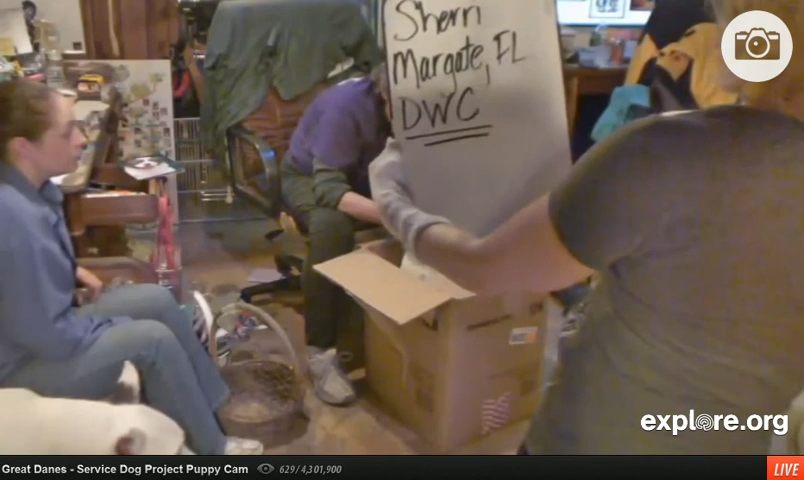 Sherri
Margate, FL
DWC
explore.org
Great Danes - Service Dog Project Puppy Cam
629/4,301,900
LIVE